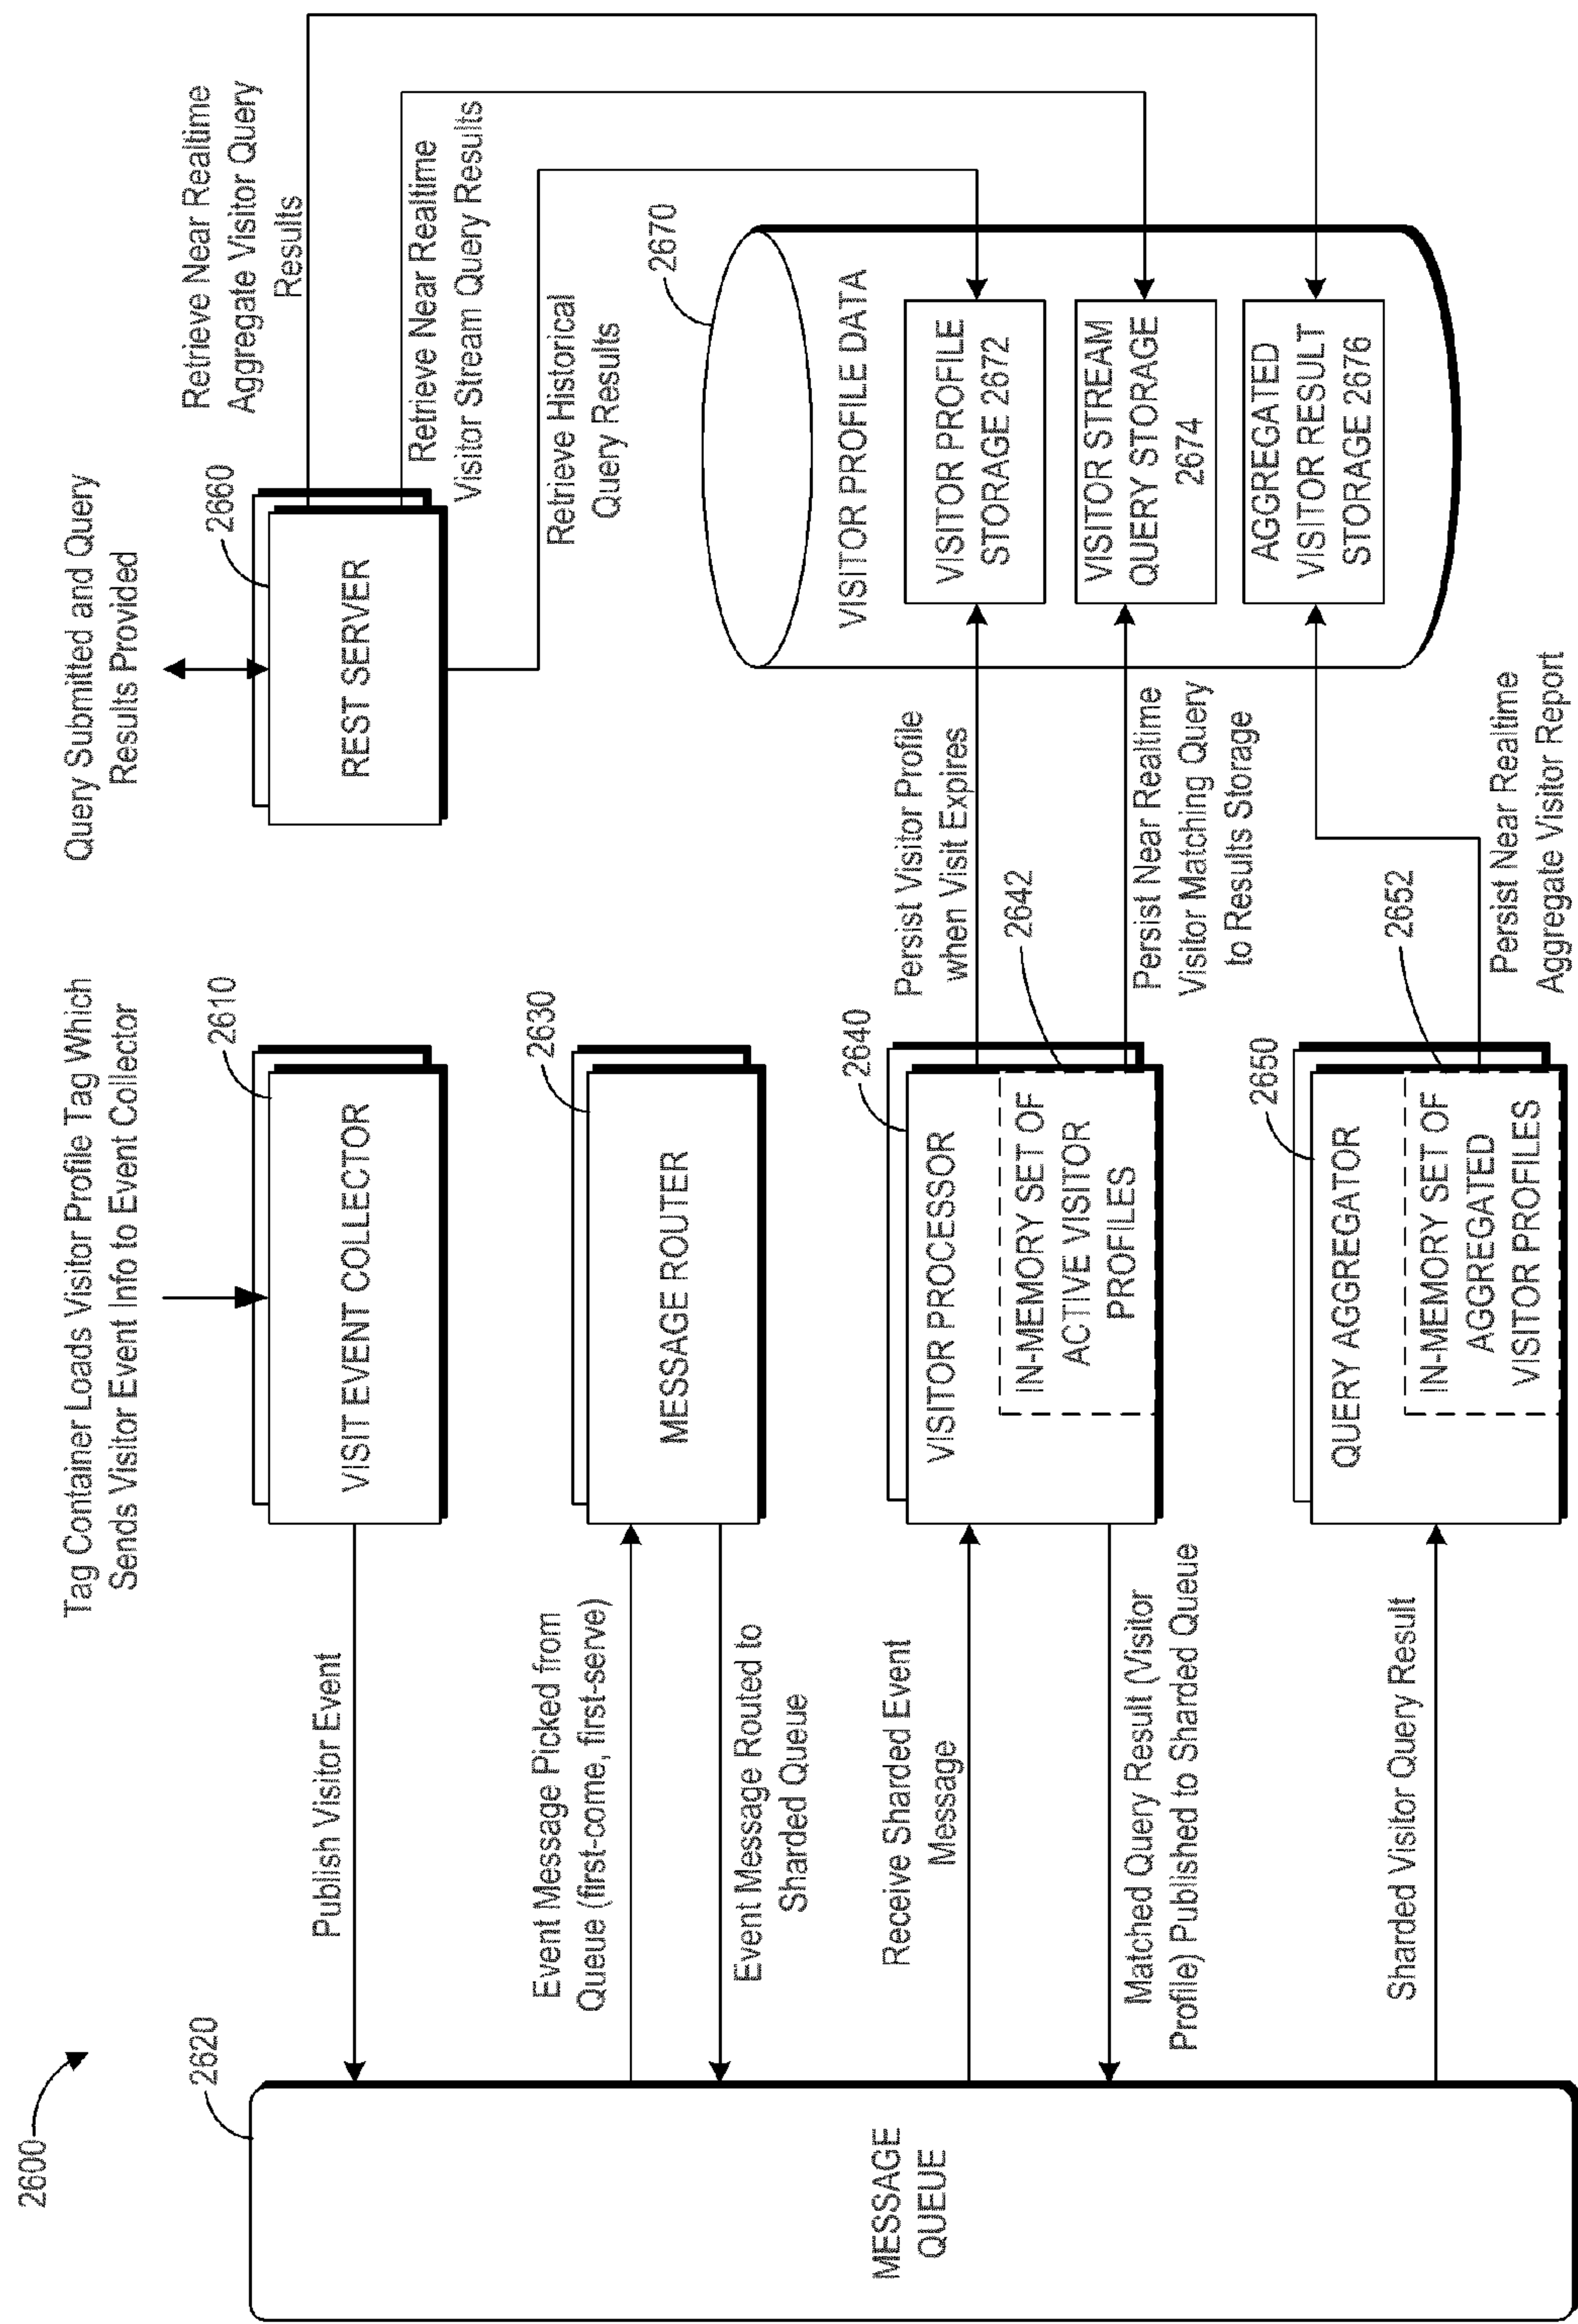 2600
2620
MESSAGE
QUEUE
Tag Container Loads Visitor Profile Tag Which
Sends Visitor Event Info to Event Collector
2610
VISIT EVENT COLLECTOR
Publish Visitor Event
Event Message Picked from
Queue (first-come, first-serve)
2630
MESSAGE ROUTER
Event Message Routed to
Sharded Queue
Receive Sharded Event
Message
2640
VISITOR PROCESSOR
IN-MEMORY SET OF
ACTIVE VISITOR
PROFILES
2642
Matched Query Result (Visitor
Profile) Published to Sharded Queue
Sharded Visitor Query Result
2650
QUERY AGGREGATOR
IN-MEMORY SET OF
AGGREGATED
VISITOR PROFILES
2652
Persist Visitor Profile
when Visit Expires
Persist Near Realtime
Visitor Matching Query
to Results Storage
Persist Near Realtime
Aggregate Visitor Report
Query Submitted and Query
Results Provided
2660
REST SERVER
Retrieve Near Realtime
Aggregate Visitor Query
Results
Retrieve Near Realtime
Visitor Stream Query Results
Retrieve Historical
Query Results
2670
VISITOR PROFILE DATA
VISITOR PROFILE
STORAGE 2672
VISITOR STREAM
QUERY STORAGE
2674
AGGREGATED
VISITOR RESULT
STORAGE 2676